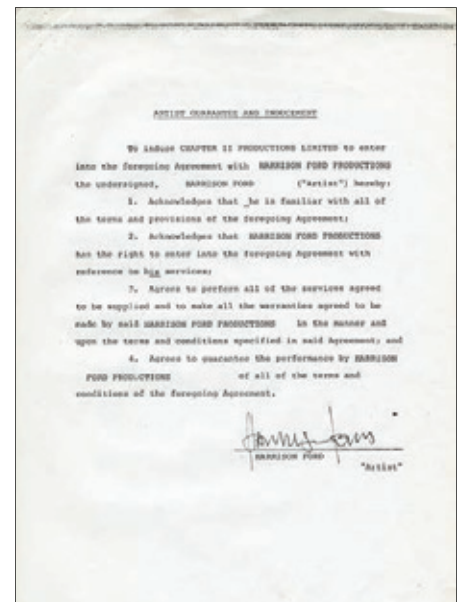 ARTIST GUARANTEE AND INDUCEMENT
To induce CHAPTER II PRODUCTIONS LIMITED to enter
into the foregoing Agreement with HARRISON FORD PRODUCTIONS
the undersigned, HARRISON FORD ("Artist") hereby:
1. Acknowledges that _he is familiar with all of
the terms and provisions of the foregoing Agreement;
2. Acknowledges that HARRISON FORD PRODUCTIONS
has the right to enter into the foregoing Agreement with
reference to his services;
3. Agrees to perform all of the services agreed
to be supplied and to make all the warranties agreed to be
made by said HARRISON FORD PRODUCTIONS in the manner and
upon the terms and conditions specified in said Agreement; and
4. Agrees to guarantee the performance by HARRISON
FORD PRODUCTIONS of all of the terms and
conditions of the foregoing Agreement.
HARRISON FORD
"Artist"